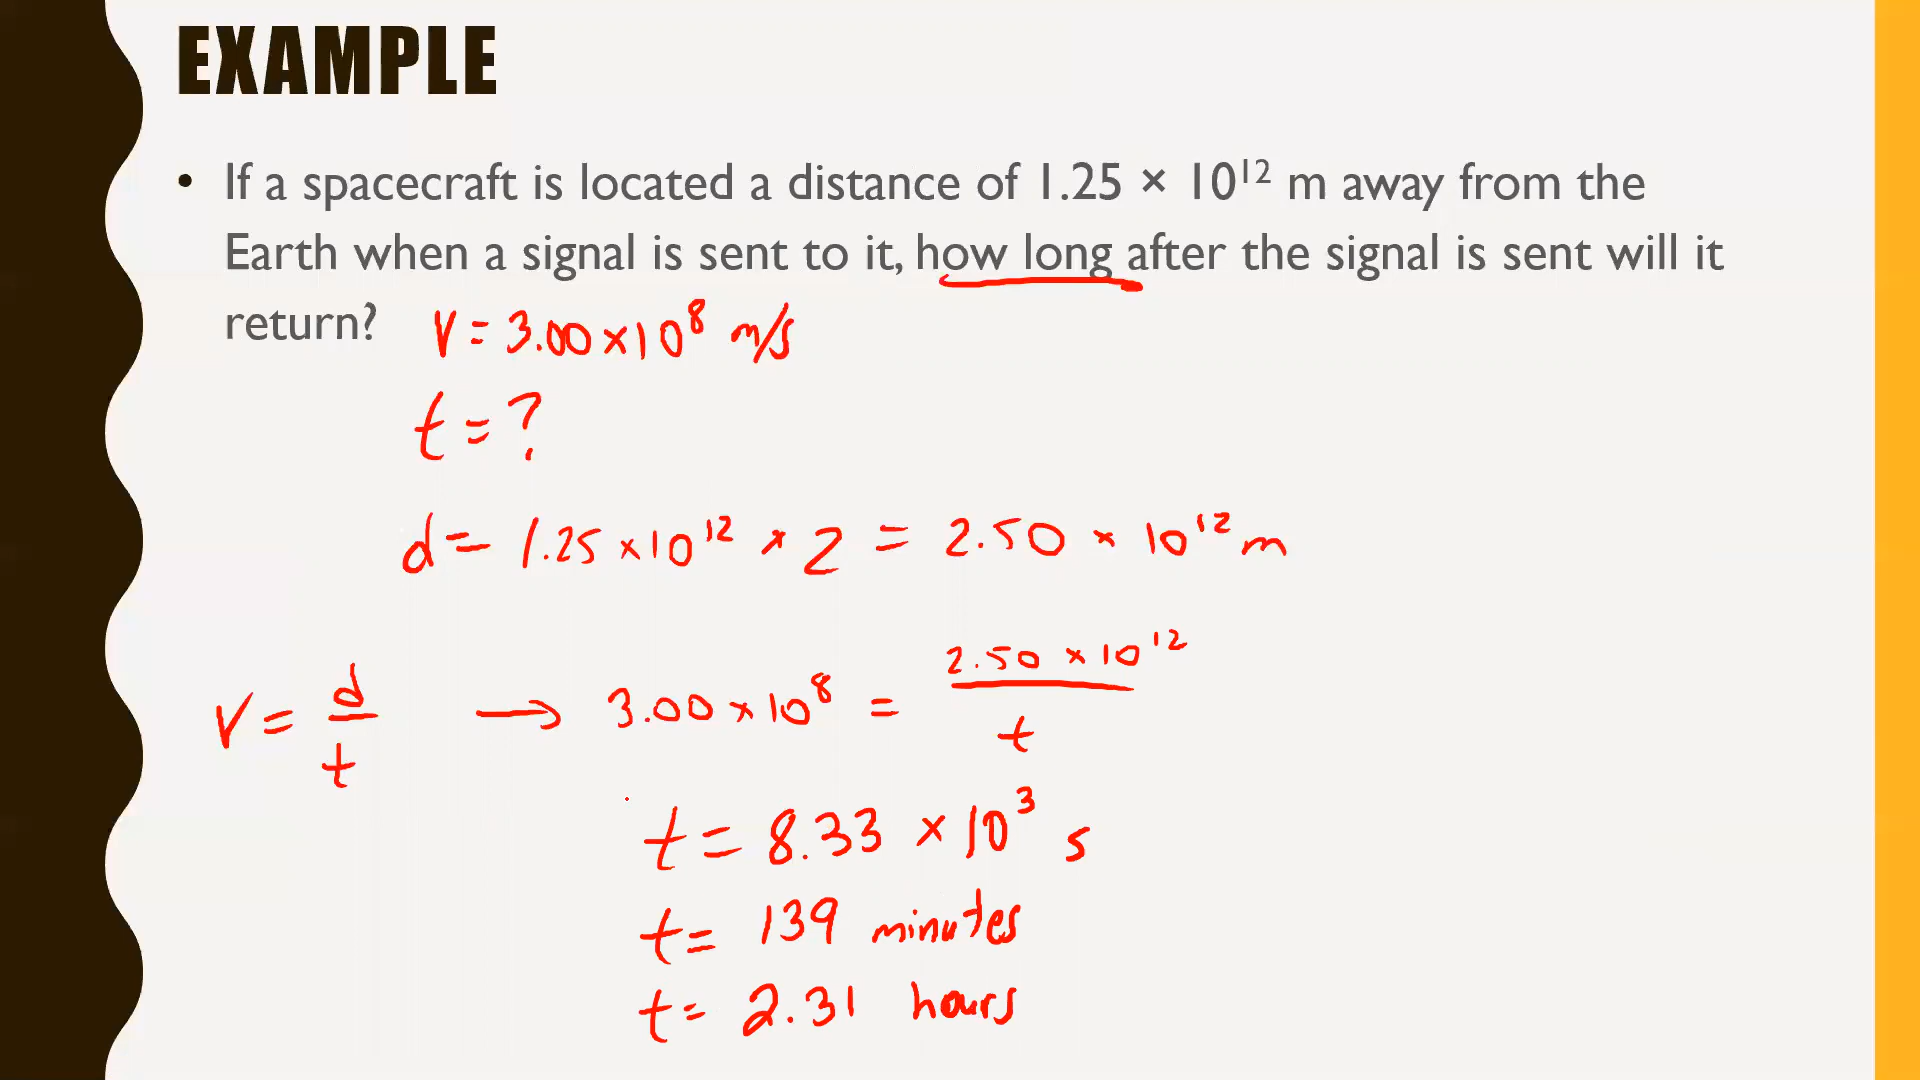 EXAMPLE
• If a spacecraft is located a distance of 1.25 × 10¹² m away from the
Earth when a signal is sent to it, how long after the signal is sent will it
return?
v = 3.00 × 10⁸ m/s
t = ?
d = 1.25 × 10¹² × 2 = 2.50 × 10¹² m
v = d/t → 3.00 × 10⁸ = 2.50 × 10¹²/t
t = 8.33 × 10³ s
t = 139 minutes
t = 2.31 hours